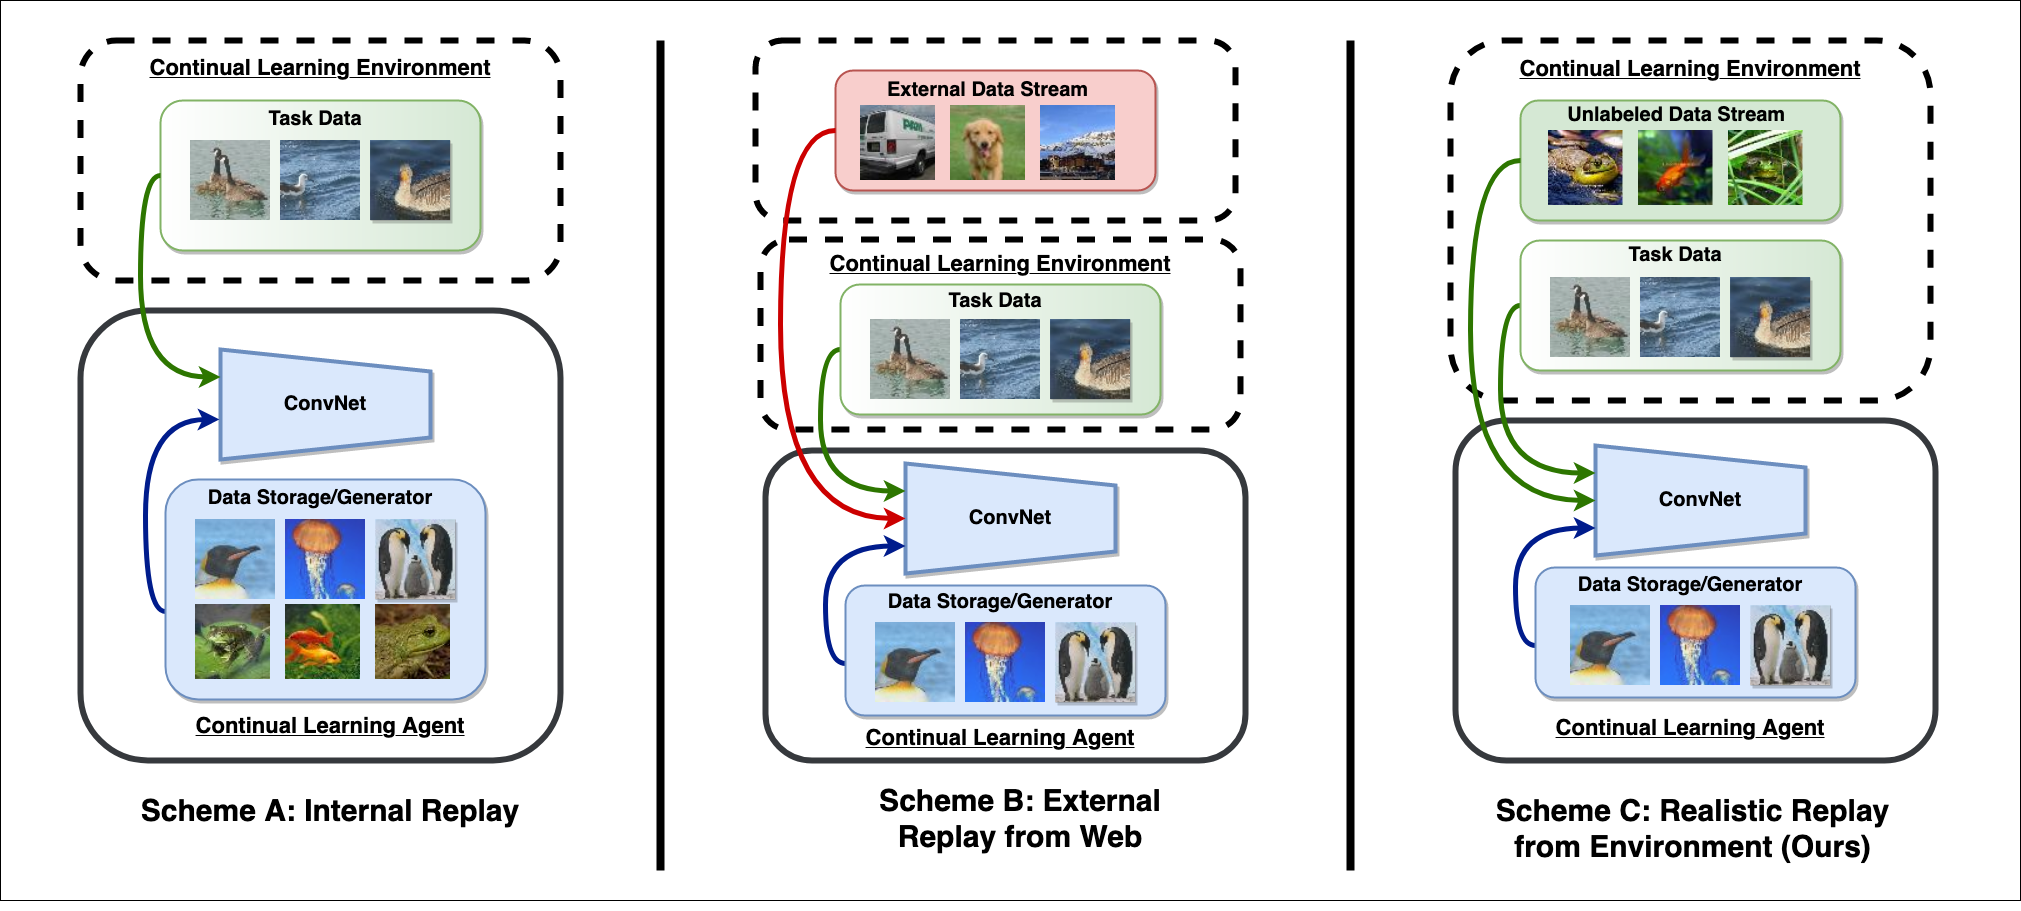 Continual Learning Environment
Task Data
ConvNet
Data Storage/Generator
Continual Learning Agent
Scheme A: Internal Replay
External Data Stream
Continual Learning Environment
Task Data
ConvNet
Data Storage/Generator
Continual Learning Agent
Scheme B: External
Replay from Web
Continual Learning Environment
Unlabeled Data Stream
Task Data
ConvNet
Data Storage/Generator
Continual Learning Agent
Scheme C: Realistic Replay
from Environment (Ours)